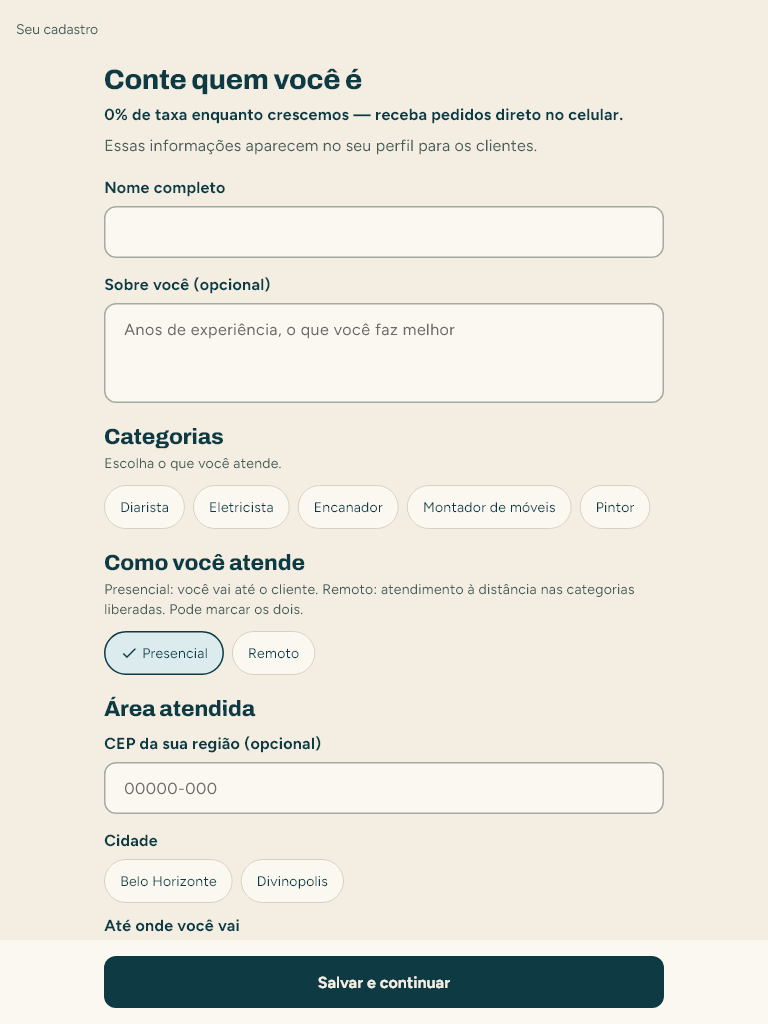 Seu cadastro
Conte quem você é
0% de taxa enquanto crescemos — receba pedidos direto no celular.
Essas informações aparecem no seu perfil para os clientes.
Nome completo
Sobre você (opcional)
Anos de experiência, o que você faz melhor
Categorias
Escolha o que você atende.
Diarista
Eletricista
Encanador
Montador de móveis
Pintor
Como você atende
Presencial: você vai até o cliente. Remoto: atendimento à distância nas categorias
liberadas. Pode marcar os dois.
Presencial
Remoto
Área atendida
CEP da sua região (opcional)
00000-000
Cidade
Belo Horizonte
Divinopolis
Até onde você vai
Salvar e continuar